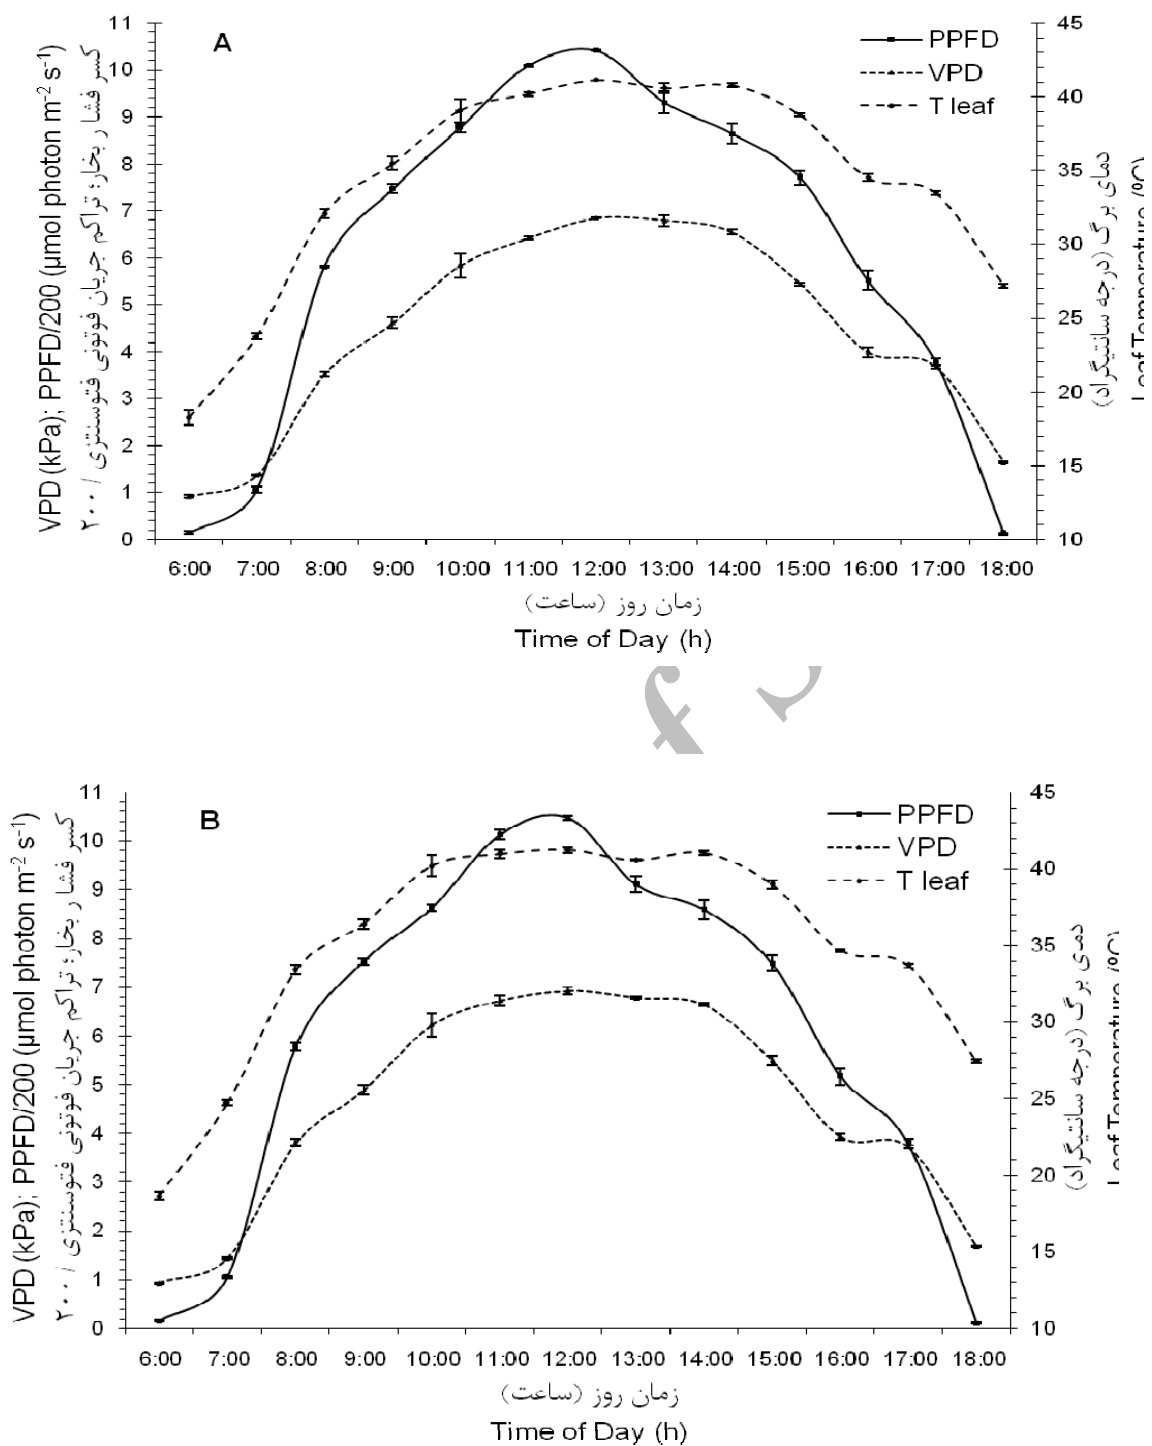 A
PPFD
VPD
T leaf
VPD (kPa); PPFD/200 (µmol photon m-2 s-1)
کسر فشار بخار؛ تراکم جریان فوتونی فتوسنتزی / ۲۰۰
11
10
9
8
7
6
5
4
3
2
1
0
45
40
35
30
25
20
15
10
دمای برگ (درجه سانتیگراد)
Leaf Temperature (ºC)
6:00 7:00 8:00 9:00 10:00 11:00 12:00 13:00 14:00 15:00 16:00 17:00 18:00
زمان روز (ساعت)
Time of Day (h)
f
B
PPFD
VPD
T leaf
VPD (kPa); PPFD/200 (µmol photon m-2 s-1)
کسر فشار بخار؛ تراکم جریان فوتونی فتوسنتزی / ۲۰۰
11
10
9
8
7
6
5
4
3
2
1
0
45
40
35
30
25
20
15
10
دمای برگ (درجه سانتیگراد)
Leaf Temperature (ºC)
6:00 7:00 8:00 9:00 10:00 11:00 12:00 13:00 14:00 15:00 16:00 17:00 18:00
زمان روز (ساعت)
Time of Day (h)